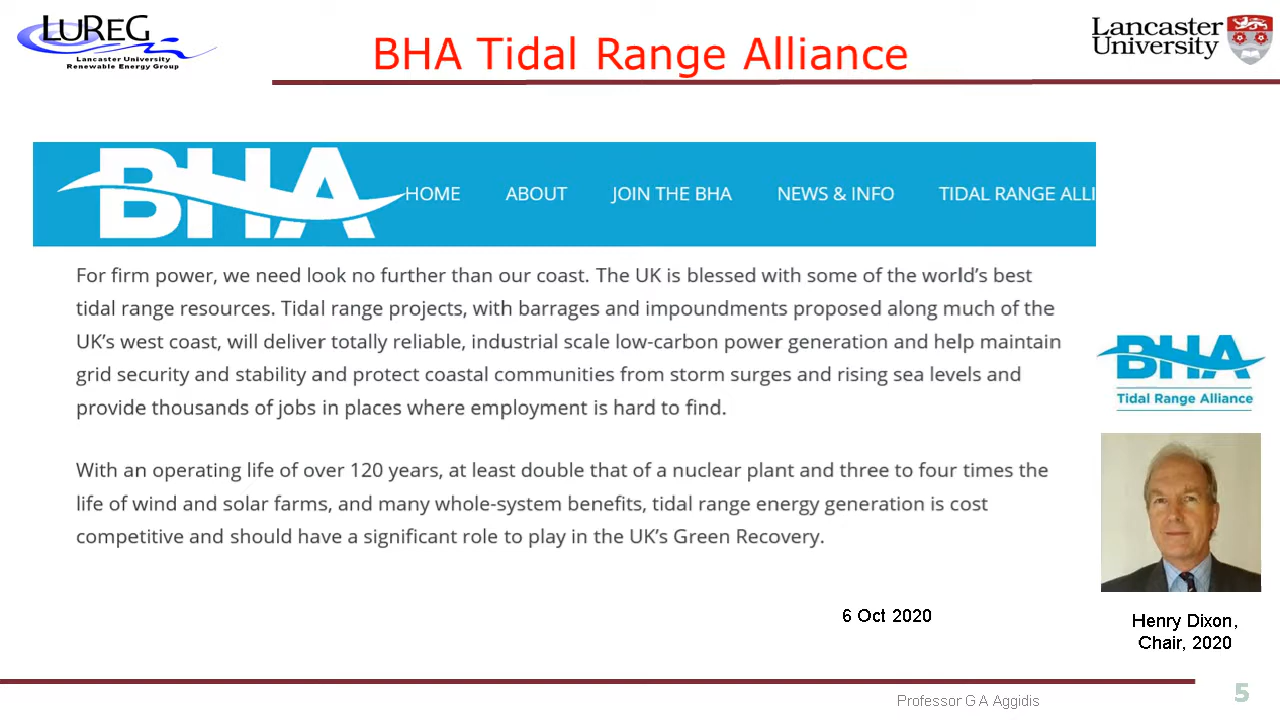 LUREG
Lancaster University
Renewable Energy Group
BHA Tidal Range Alliance
Lancaster
University
BHA
HOME ABOUT JOIN THE BHA NEWS & INFO TIDAL RANGE ALLI
For firm power, we need look no further than our coast. The UK is blessed with some of the world's best
tidal range resources. Tidal range projects, with barrages and impoundments proposed along much of the
UK's west coast, will deliver totally reliable, industrial scale low-carbon power generation and help maintain
grid security and stability and protect coastal communities from storm surges and rising sea levels and
provide thousands of jobs in places where employment is hard to find.
With an operating life of over 120 years, at least double that of a nuclear plant and three to four times the
life of wind and solar farms, and many whole-system benefits, tidal range energy generation is cost
competitive and should have a significant role to play in the UK's Green Recovery.
BHA
Tidal Range Alliance
6 Oct 2020
Henry Dixon,
Chair, 2020
Professor G A Aggidis
5